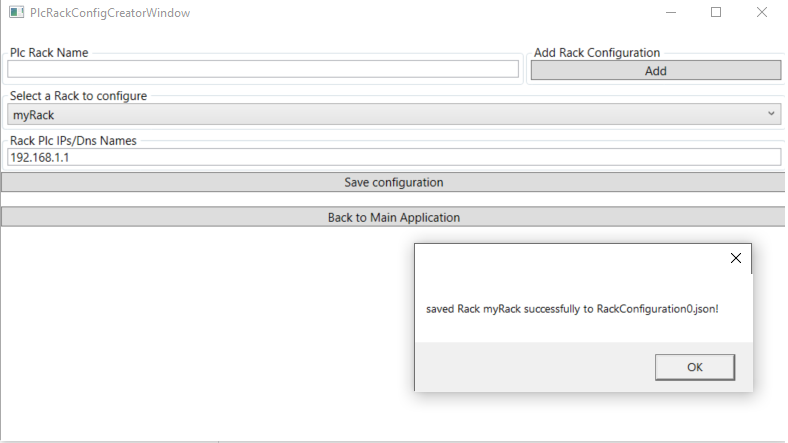 PlcRackConfigCreatorWindow
Plc Rack Name
Add Rack Configuration
Add
Select a Rack to configure
myRack
Rack Plc IPs/Dns Names
192.168.1.1
Save configuration
Back to Main Application
saved Rack myRack successfully to RackConfiguration0.json!
OK